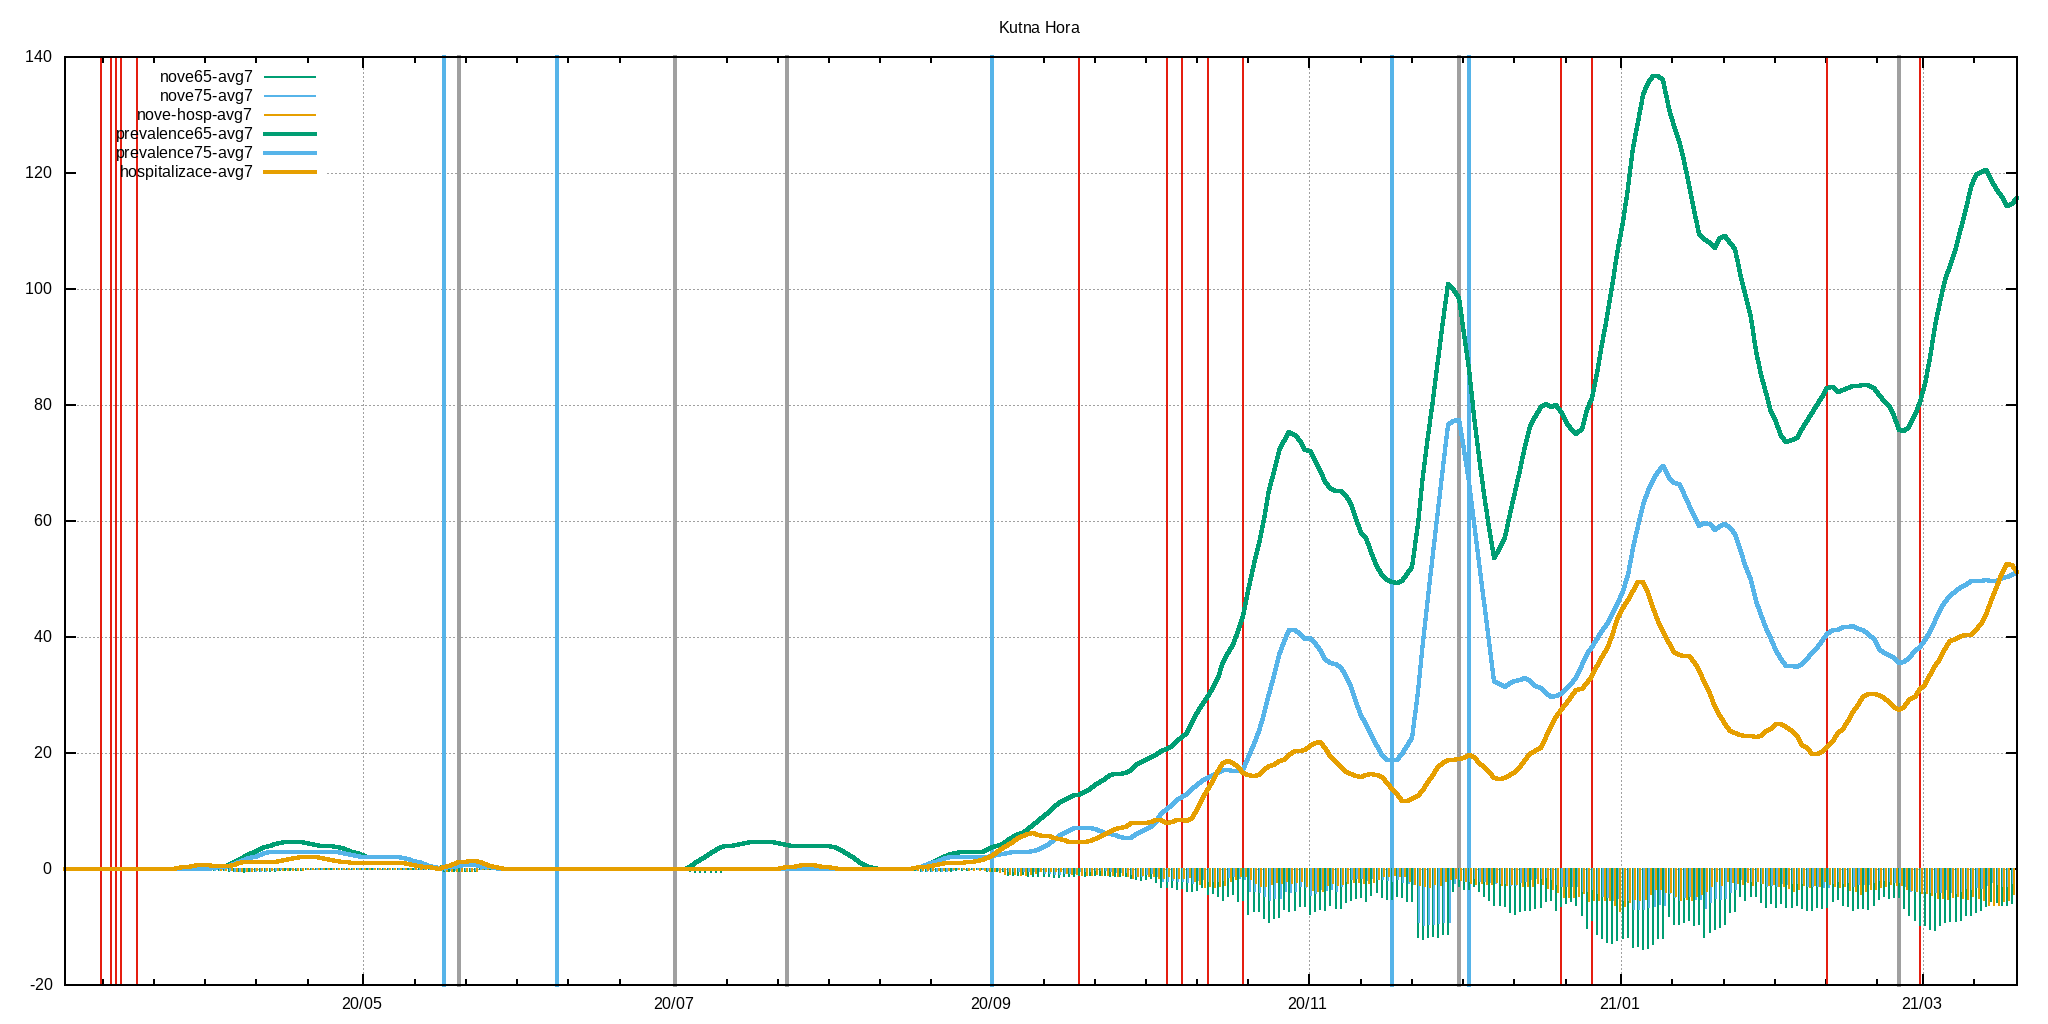 Kutna Hora
140
120
100
80
60
40
20
0
-20
nove65-avg7
nove75-avg7
nove-hosp-avg7
prevalence65-avg7
prevalence75-avg7
hospitalizace-avg7
20/05
20/07
20/09
20/11
21/01
21/03